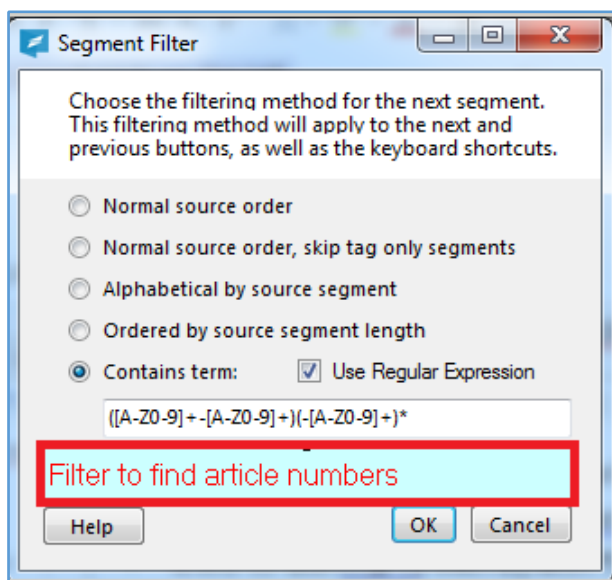 Segment Filter
Choose the filtering method for the next segment.
This filtering method will apply to the next and
previous buttons, as well as the keyboard shortcuts.
Normal source order
Normal source order, skip tag only segments
Alphabetical by source segment
Ordered by source segment length
Contains term: Use Regular Expression
([A-Z0-9]+-[A-Z0-9]+)(-[A-Z0-9]+)*
Filter to find article numbers
Help OK Cancel